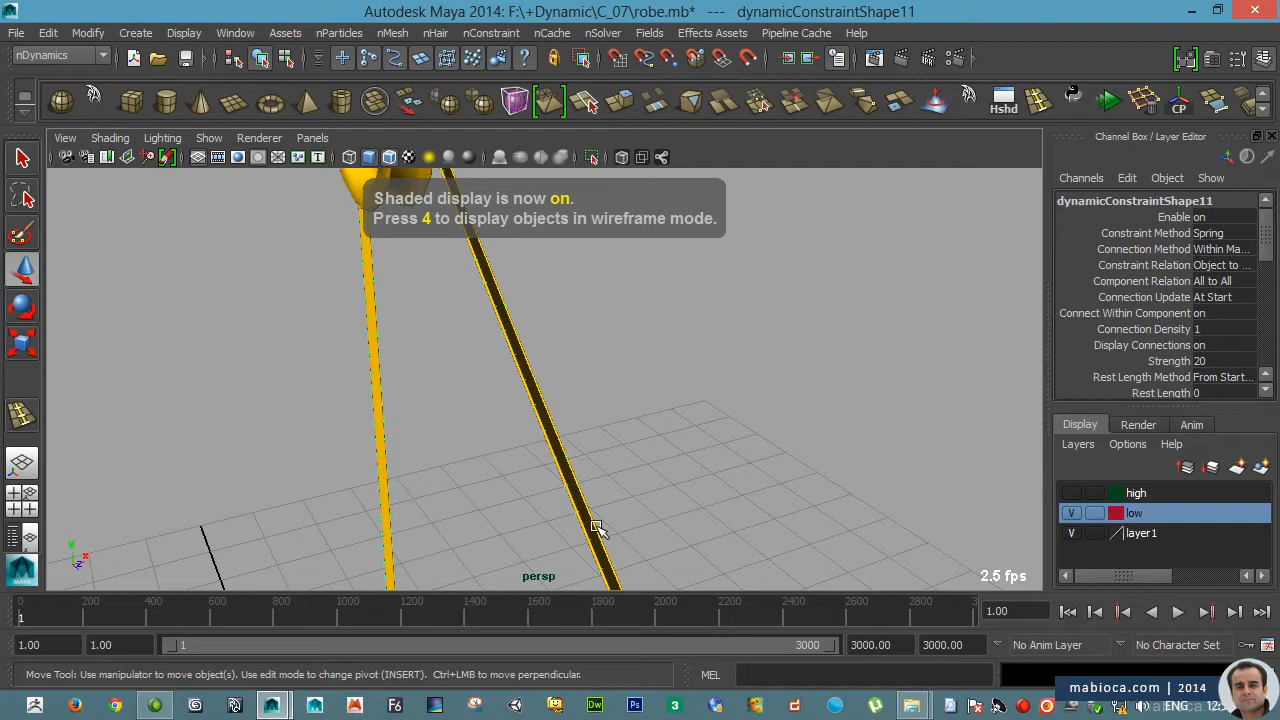 Autodesk Maya 2014: F:\+Dynamic\C_07\robe.mb* --- dynamicConstraintShape11
File Edit Modify Create Display Window Assets nParticles nMesh nHair nConstraint nCache nSolver Fields Effects Assets Pipeline Cache Help
nDynamics
Hshd CP
View Shading Lighting Show Renderer Panels
Channel Box / Layer Editor
Channels Edit Object Show
Shaded display is now on.
Press 4 to display objects in wireframe mode.
dynamicConstraintShape11
Enable on
Constraint Method Spring
Connection Method Within Ma...
Constraint Relation Object to ...
Component Relation All to All
Connection Update At Start
Connect Within Component on
Connection Density 1
Display Connections on
Strength 20
Rest Length Method From Start...
Rest Length 0
Display Render Anim
Layers Options Help
high
V low
V layer1
persp
2.5 fps
0 200 400 600 800 1000 1200 1400 1600 1800 2000 2200 2400 2600 2800 3
1
1.00
1.00 1.00 1 3000 3000.00 3000.00 No Anim Layer No Character Set
Move Tool: Use manipulator to move object(s). Use edit mode to change pivot (INSERT). Ctrl+LMB to move perpendicular.
MEL
mabioca.com | 2014
ENG